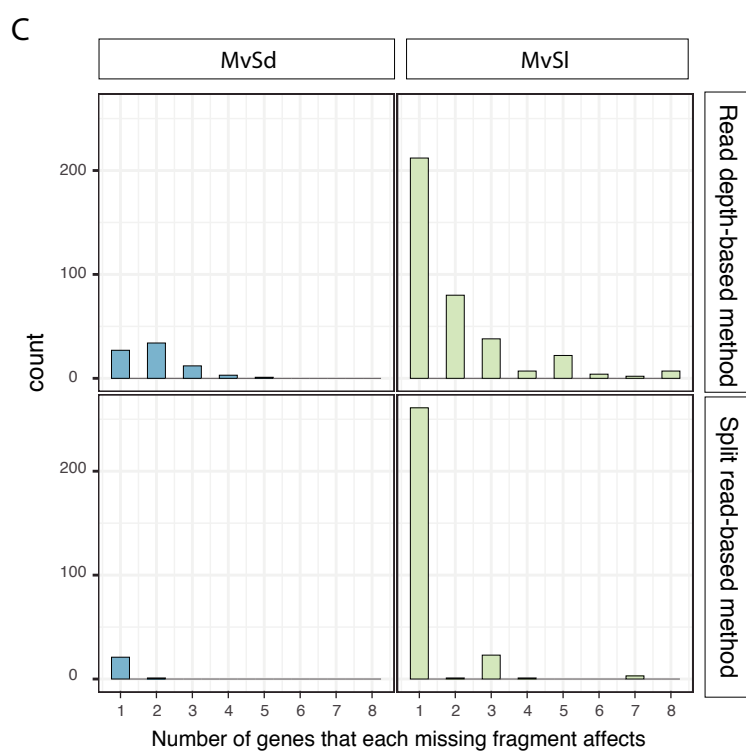 C
MvSd
MvSl
200
100
0
Read depth-based method
count
200
100
0
Split read-based method
1 2 3 4 5 6 7 8
1 2 3 4 5 6 7 8
Number of genes that each missing fragment affects